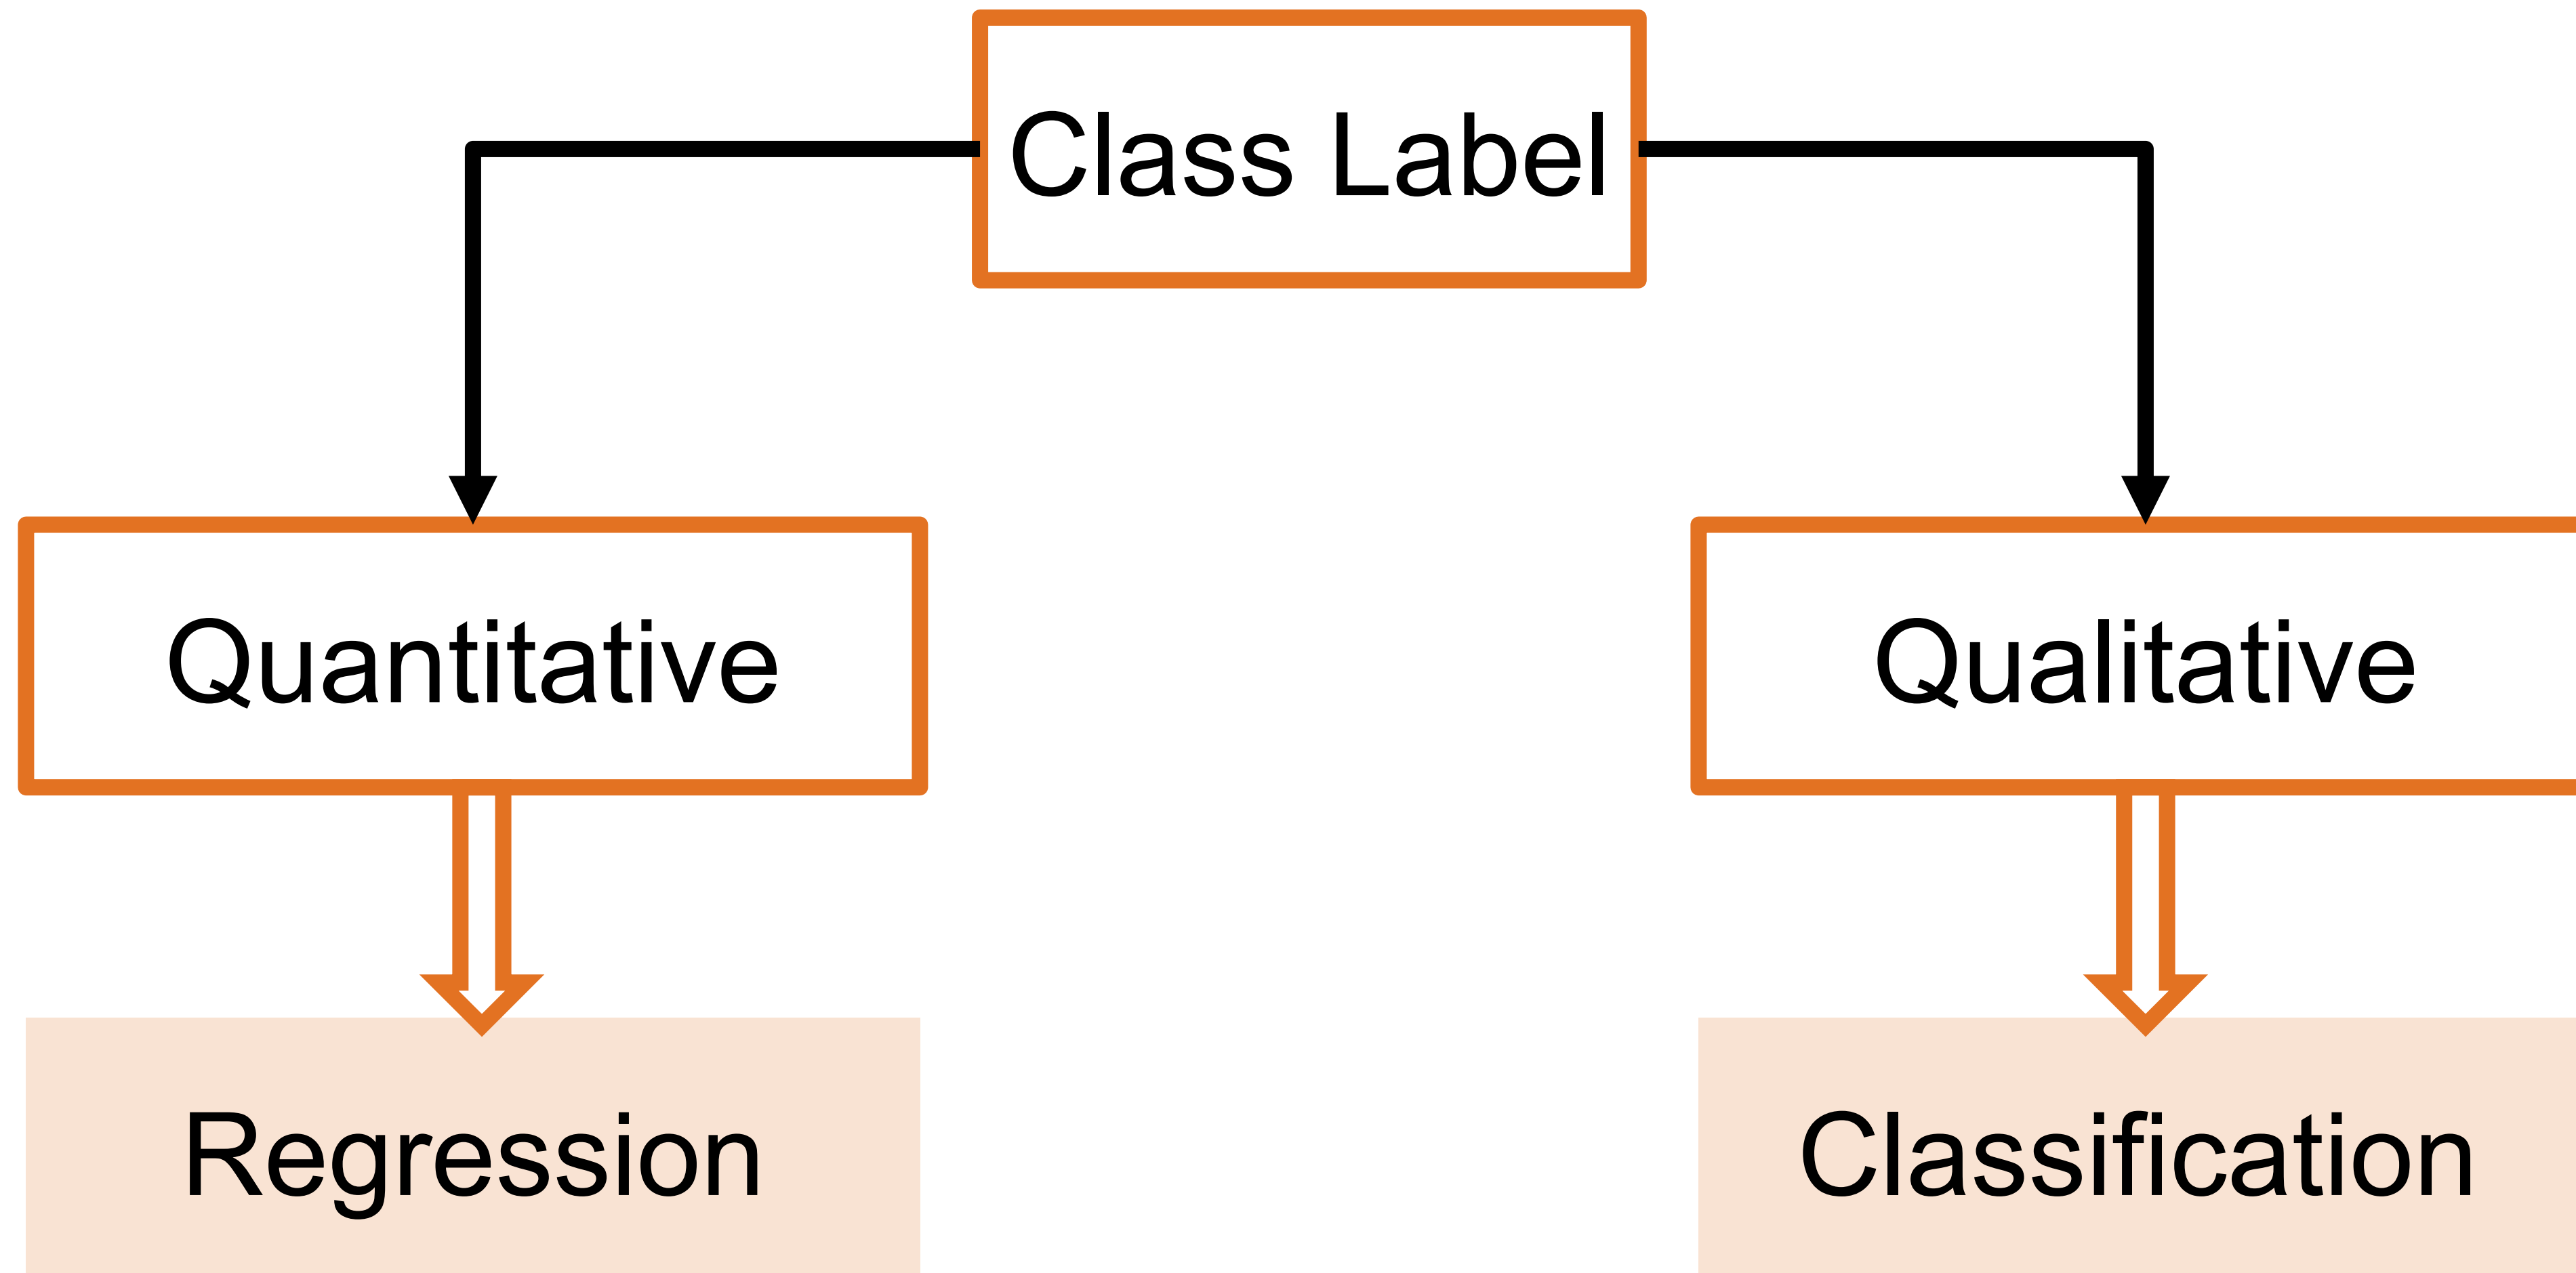 Class Label
Quantitative
Qualitative
Regression
Classification